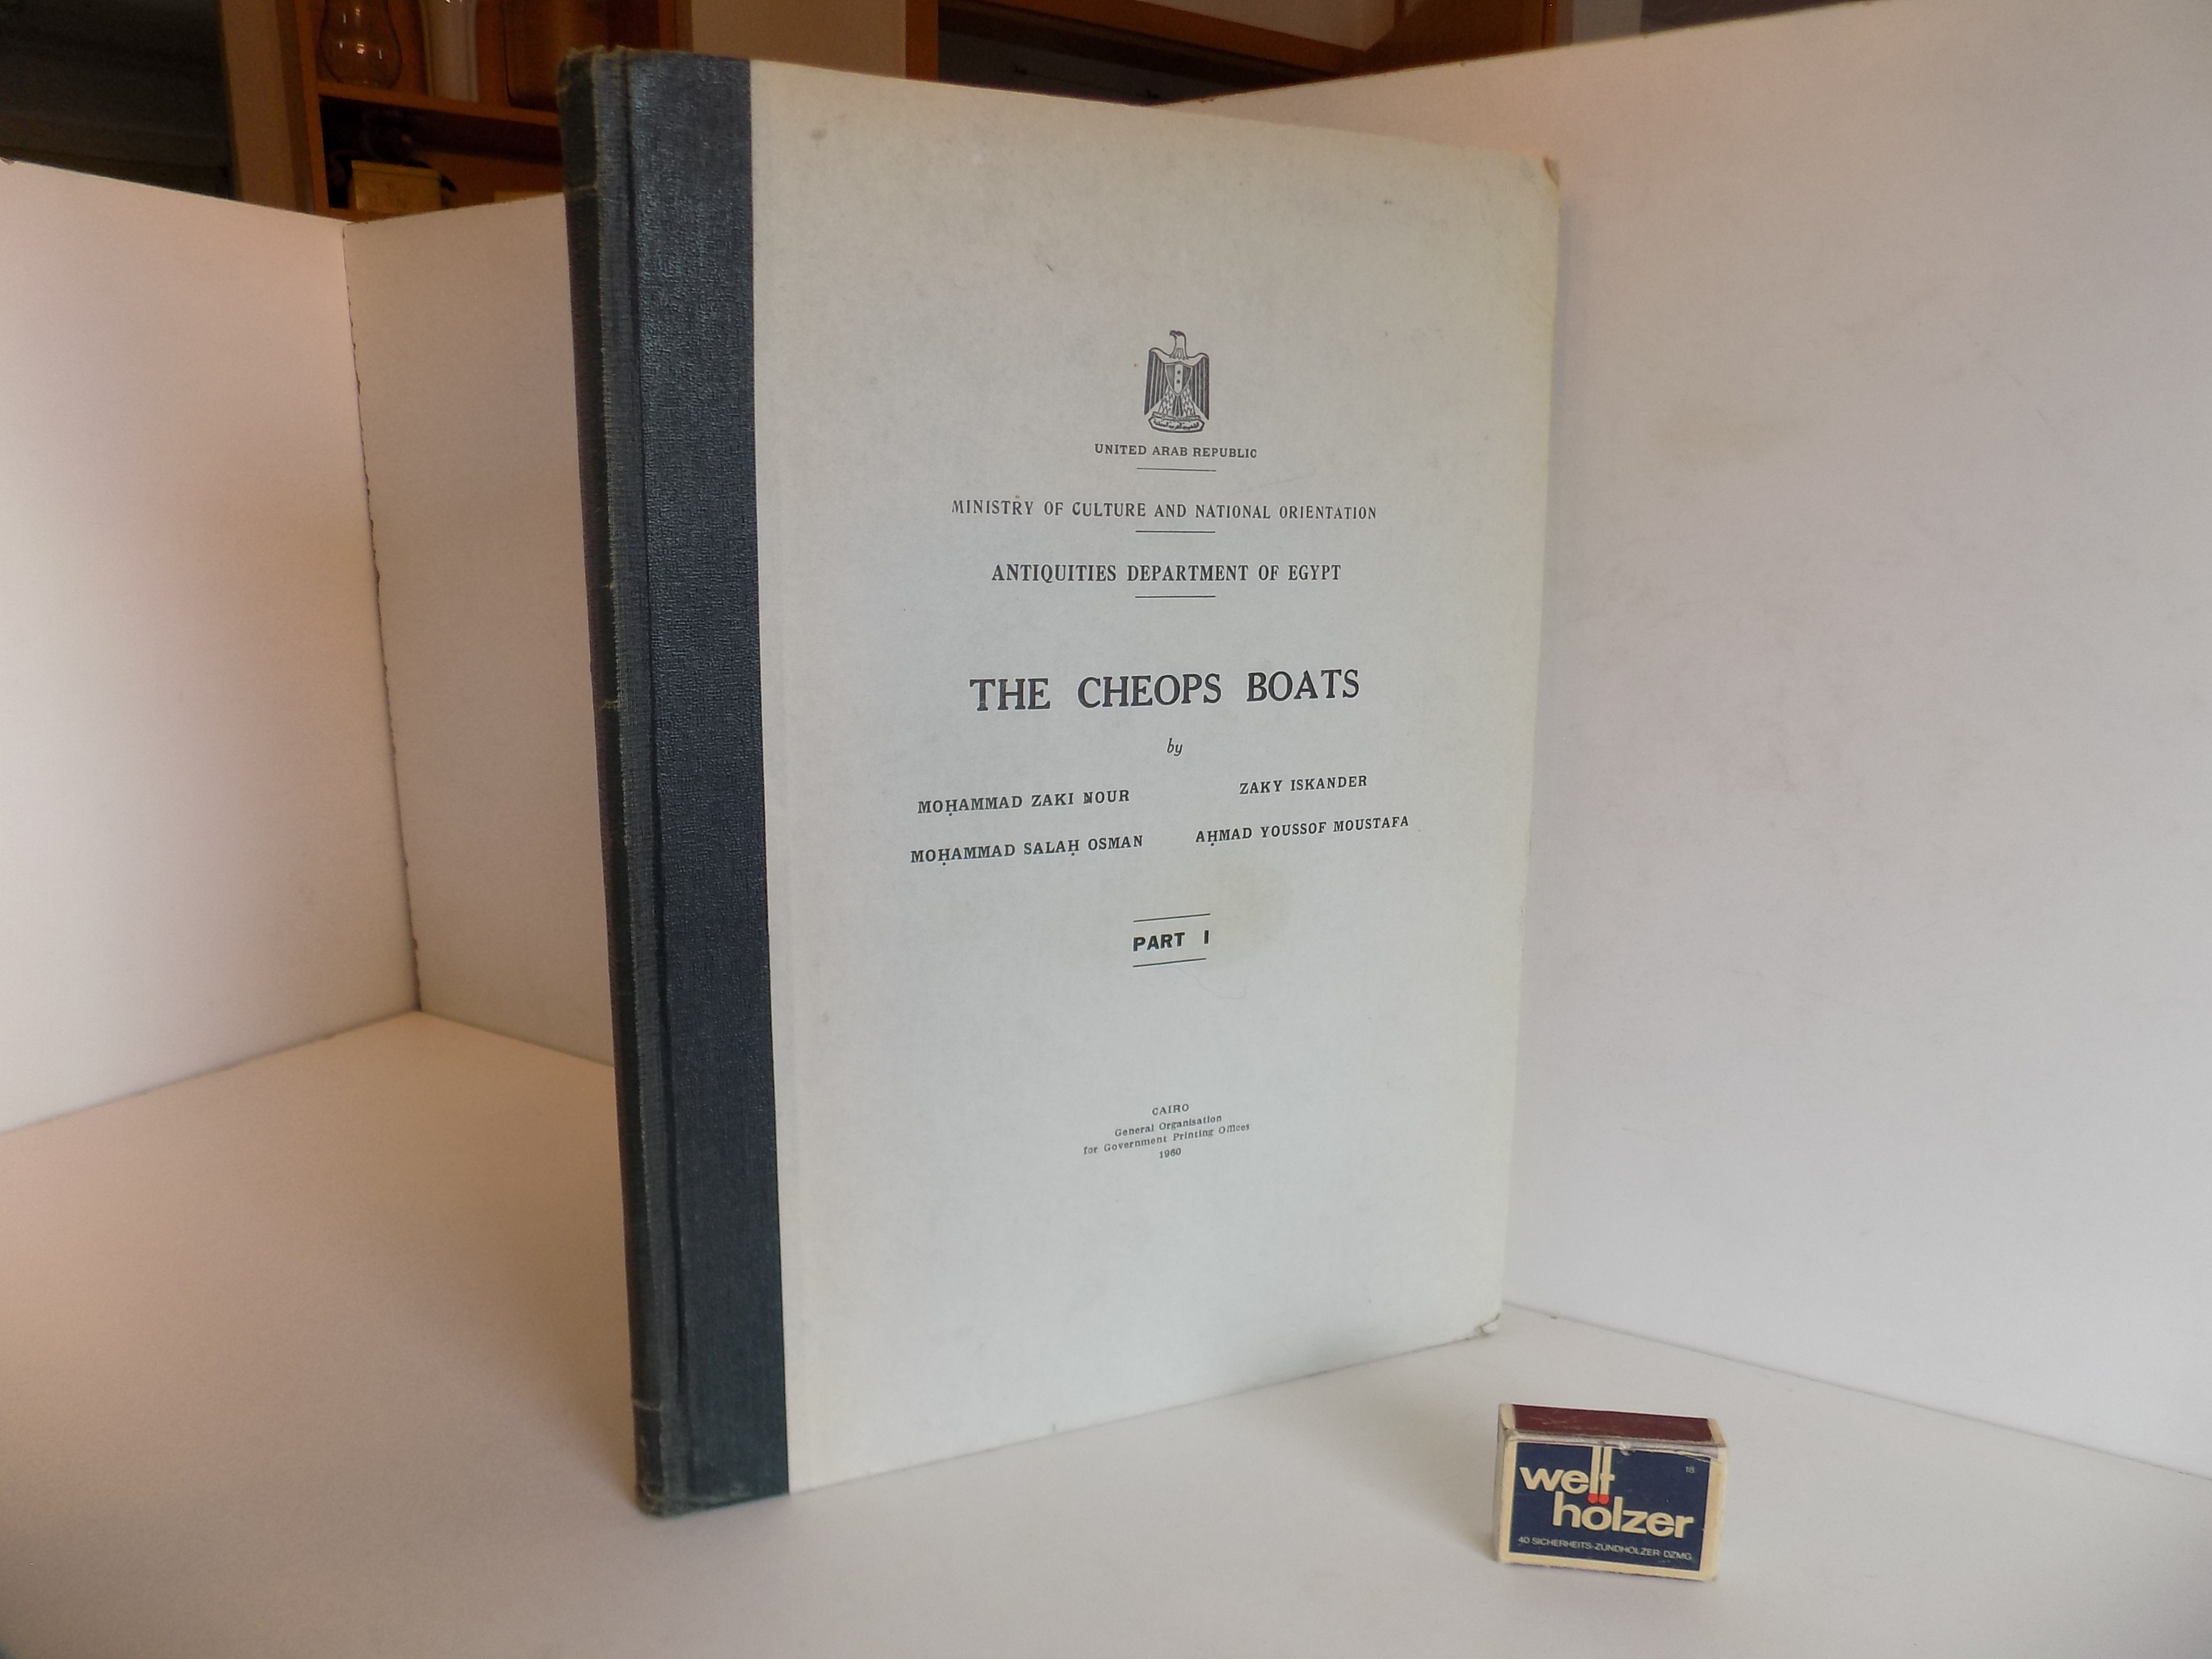 UNITED ARAB REPUBLIC
MINISTRY OF CULTURE AND NATIONAL ORIENTATION
ANTIQUITIES DEPARTMENT OF EGYPT
THE CHEOPS BOATS
by
MOḤAMMAD ZAKI NOUR ZAKY ISKANDER
MOḤAMMAD SALAḤ OSMAN AḤMAD YOUSSOF MOUSTAFA
PART I
CAIRO
General Organisation
for Government Printing Offices
1960
18
welt
hölzer
40 SICHERHEITS-ZÜNDHÖLZER DZMG